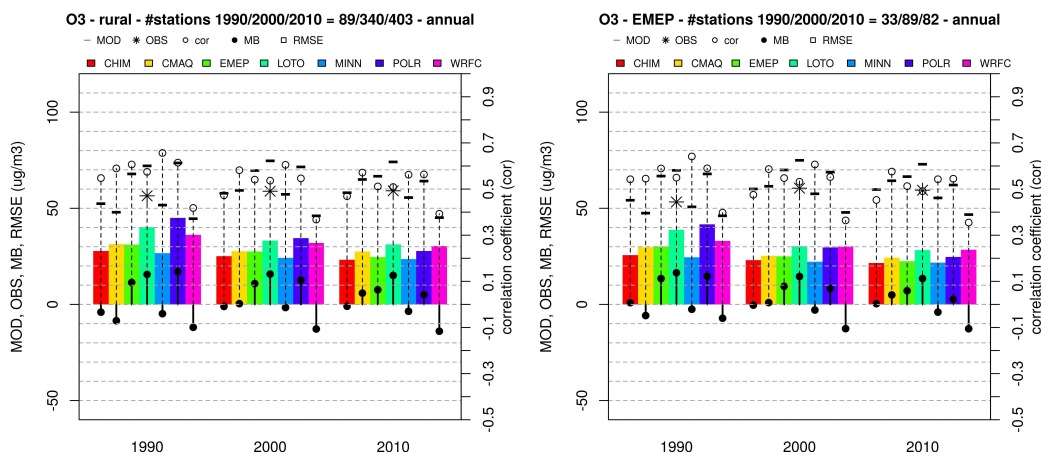 O3 - rural - #stations 1990/2000/2010 = 89/340/403 - annual
MOD OBS cor MB RMSE
CHIM CMAQ EMEP LOTO MINN POLR WRFC
MOD, OBS, MB, RMSE (ug/m3)
100
50
0
-50
0.9
0.7
0.5
0.3
0.1
-0.1
-0.3
-0.5
correlation coefficient (cor)
1990 2000 2010
O3 - EMEP - #stations 1990/2000/2010 = 33/89/82 - annual
MOD OBS cor MB RMSE
CHIM CMAQ EMEP LOTO MINN POLR WRFC
MOD, OBS, MB, RMSE (ug/m3)
100
50
0
-50
0.9
0.7
0.5
0.3
0.1
-0.1
-0.3
-0.5
correlation coefficient (cor)
1990 2000 2010